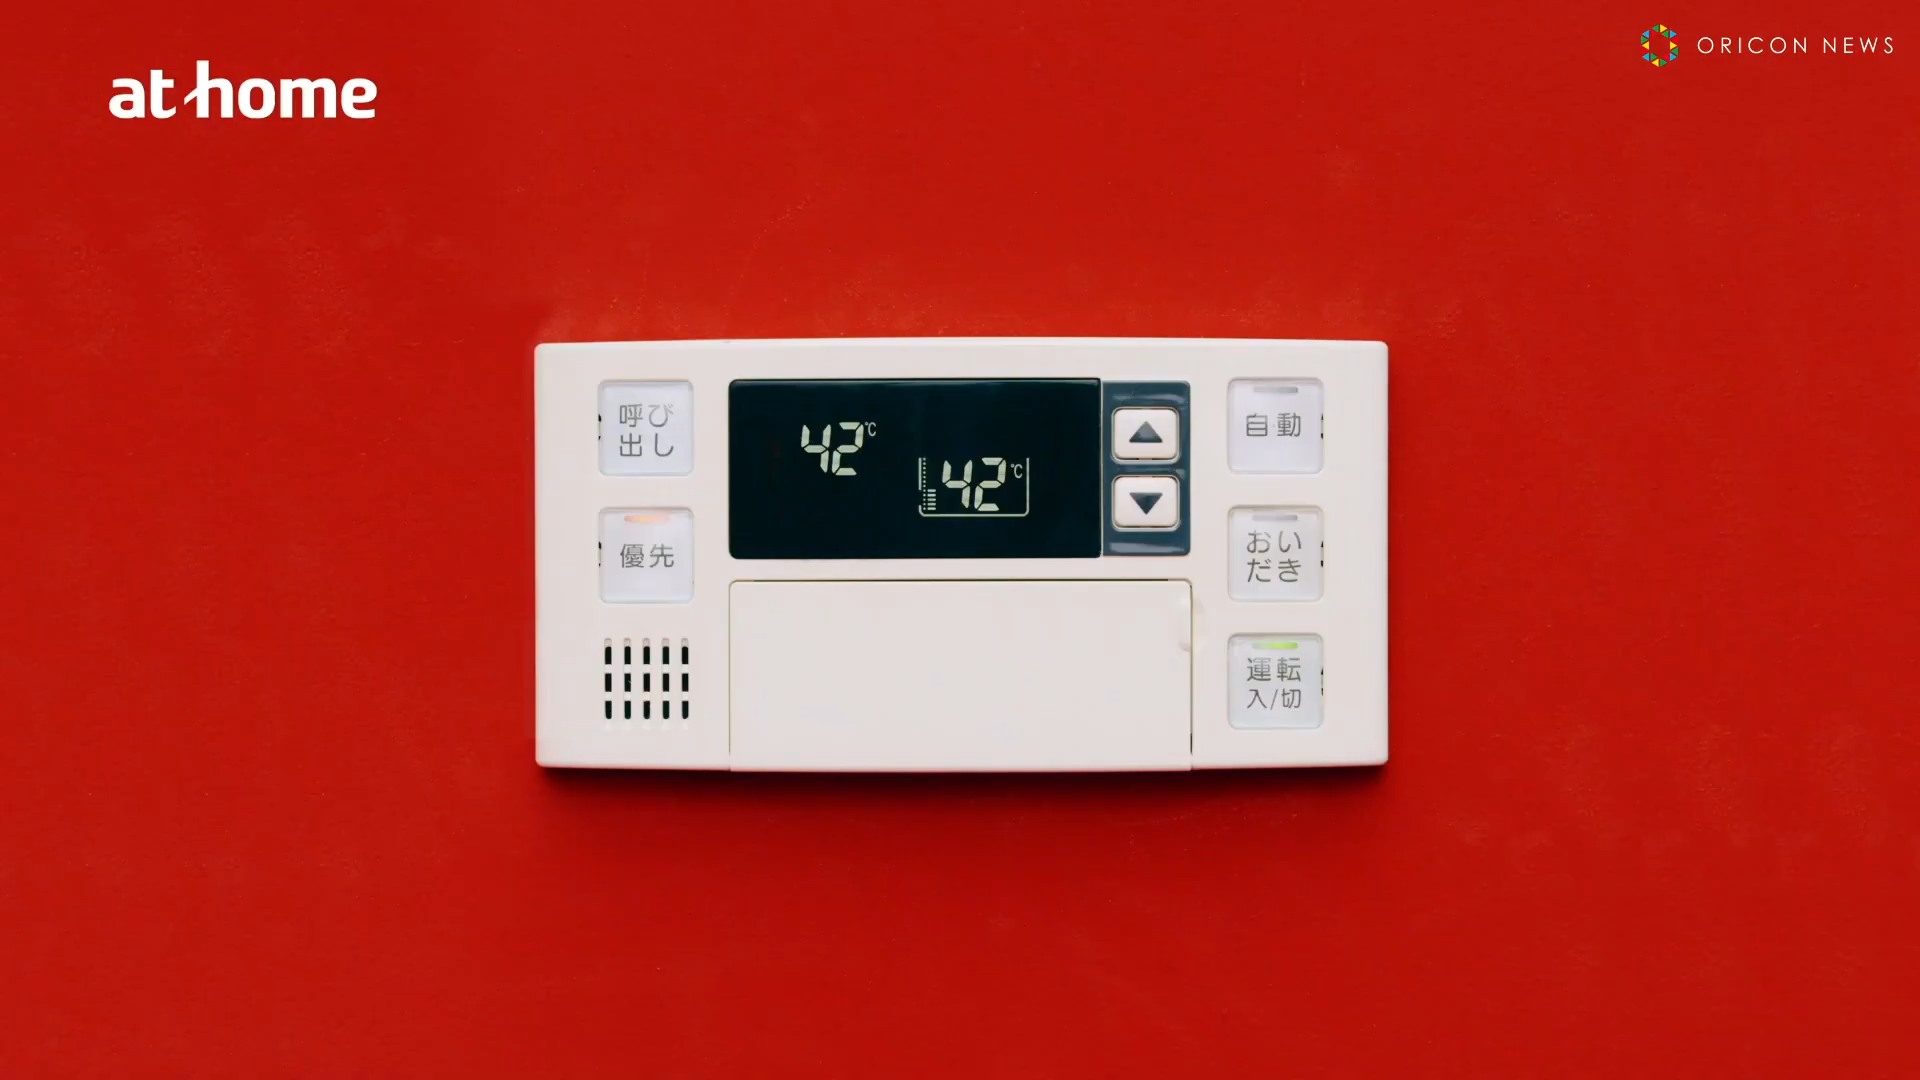 at home
ORICON NEWS
呼び
出し
優先
42℃
42℃
自動
おい
だき
運転
入/切